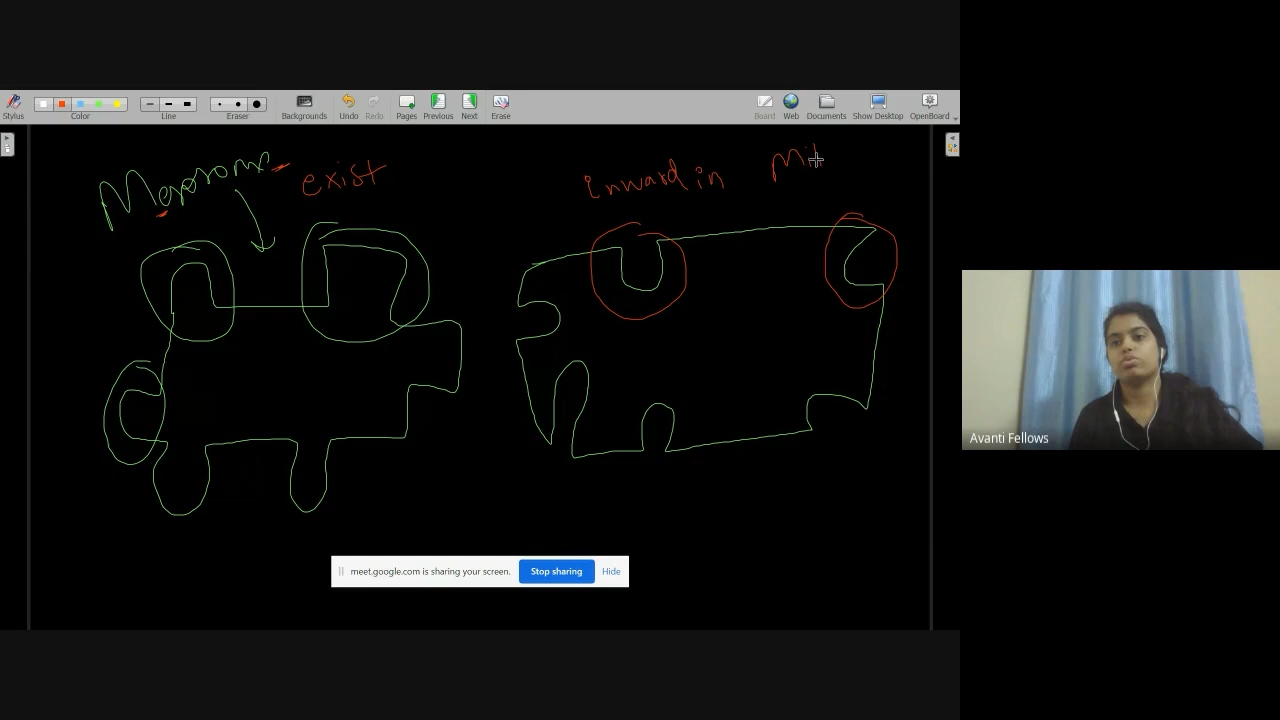 Stylus Color Line Eraser Backgrounds Undo Redo Pages Previous Next Erase Board Web Documents Show Desktop OpenBoard
exist inward in Mit
meet.google.com is sharing your screen. Stop sharing Hide
Avanti Fellows